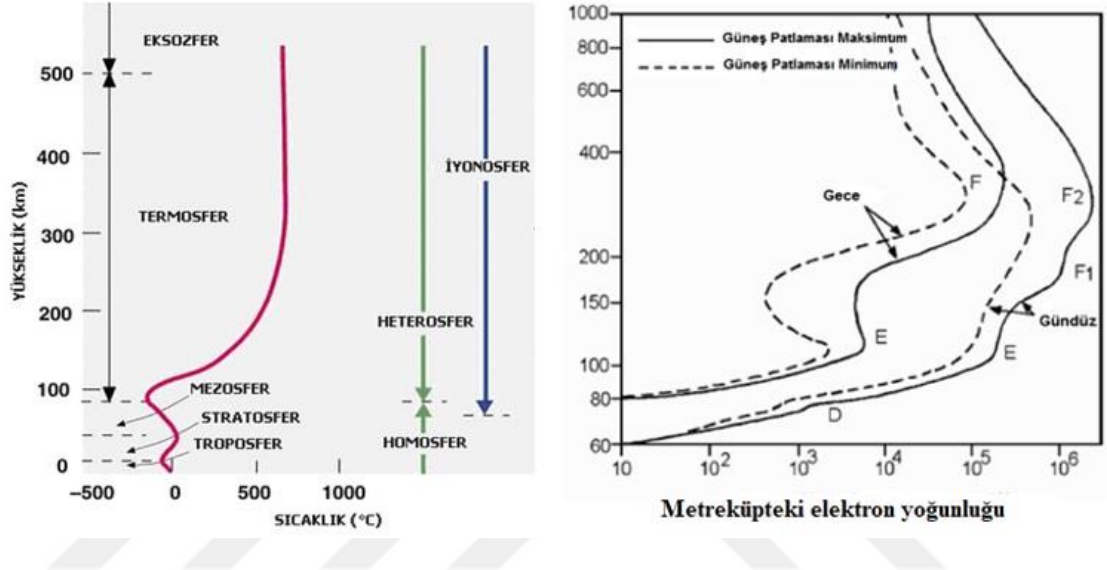 EKSOZFER
500
400
TERMOSFER
İYONOSFER
YÜKSEKLİK (km)
300
200
HETEROSFER
100
MEZOSFER
STRATOSFER
TROPOSFER
HOMOSFER
0
−500 0 500 1000
SICAKLIK (°C)
1000
800
600
400
200
150
100
80
60
Güneş Patlaması Maksimum
Güneş Patlaması Minimum
F
Gece
F2
F1
Gündüz
E
E
D
10 10² 10³ 10⁴ 10⁵ 10⁶
Metreküpteki elektron yoğunluğu